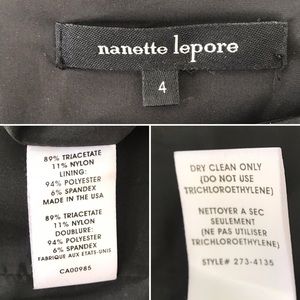 nanette lepore
4
89% TRIACETATE
11% NYLON
LINING:
94% POLYESTER
6% SPANDEX
MADE IN THE USA
89% TRIACETATE
11% NYLON
DOUBLURE:
94% POLYESTER
6% SPANDEX
FABRIQUE AUX ETATS-UNIS
CA00985
DRY CLEAN ONLY
(DO NOT USE
TRICHLOROETHYLENE)
NETTOYER A SEC
SEULEMENT
(NE PAS UTILISER
TRICHLOROETHYLENE)
STYLE# 273-4135